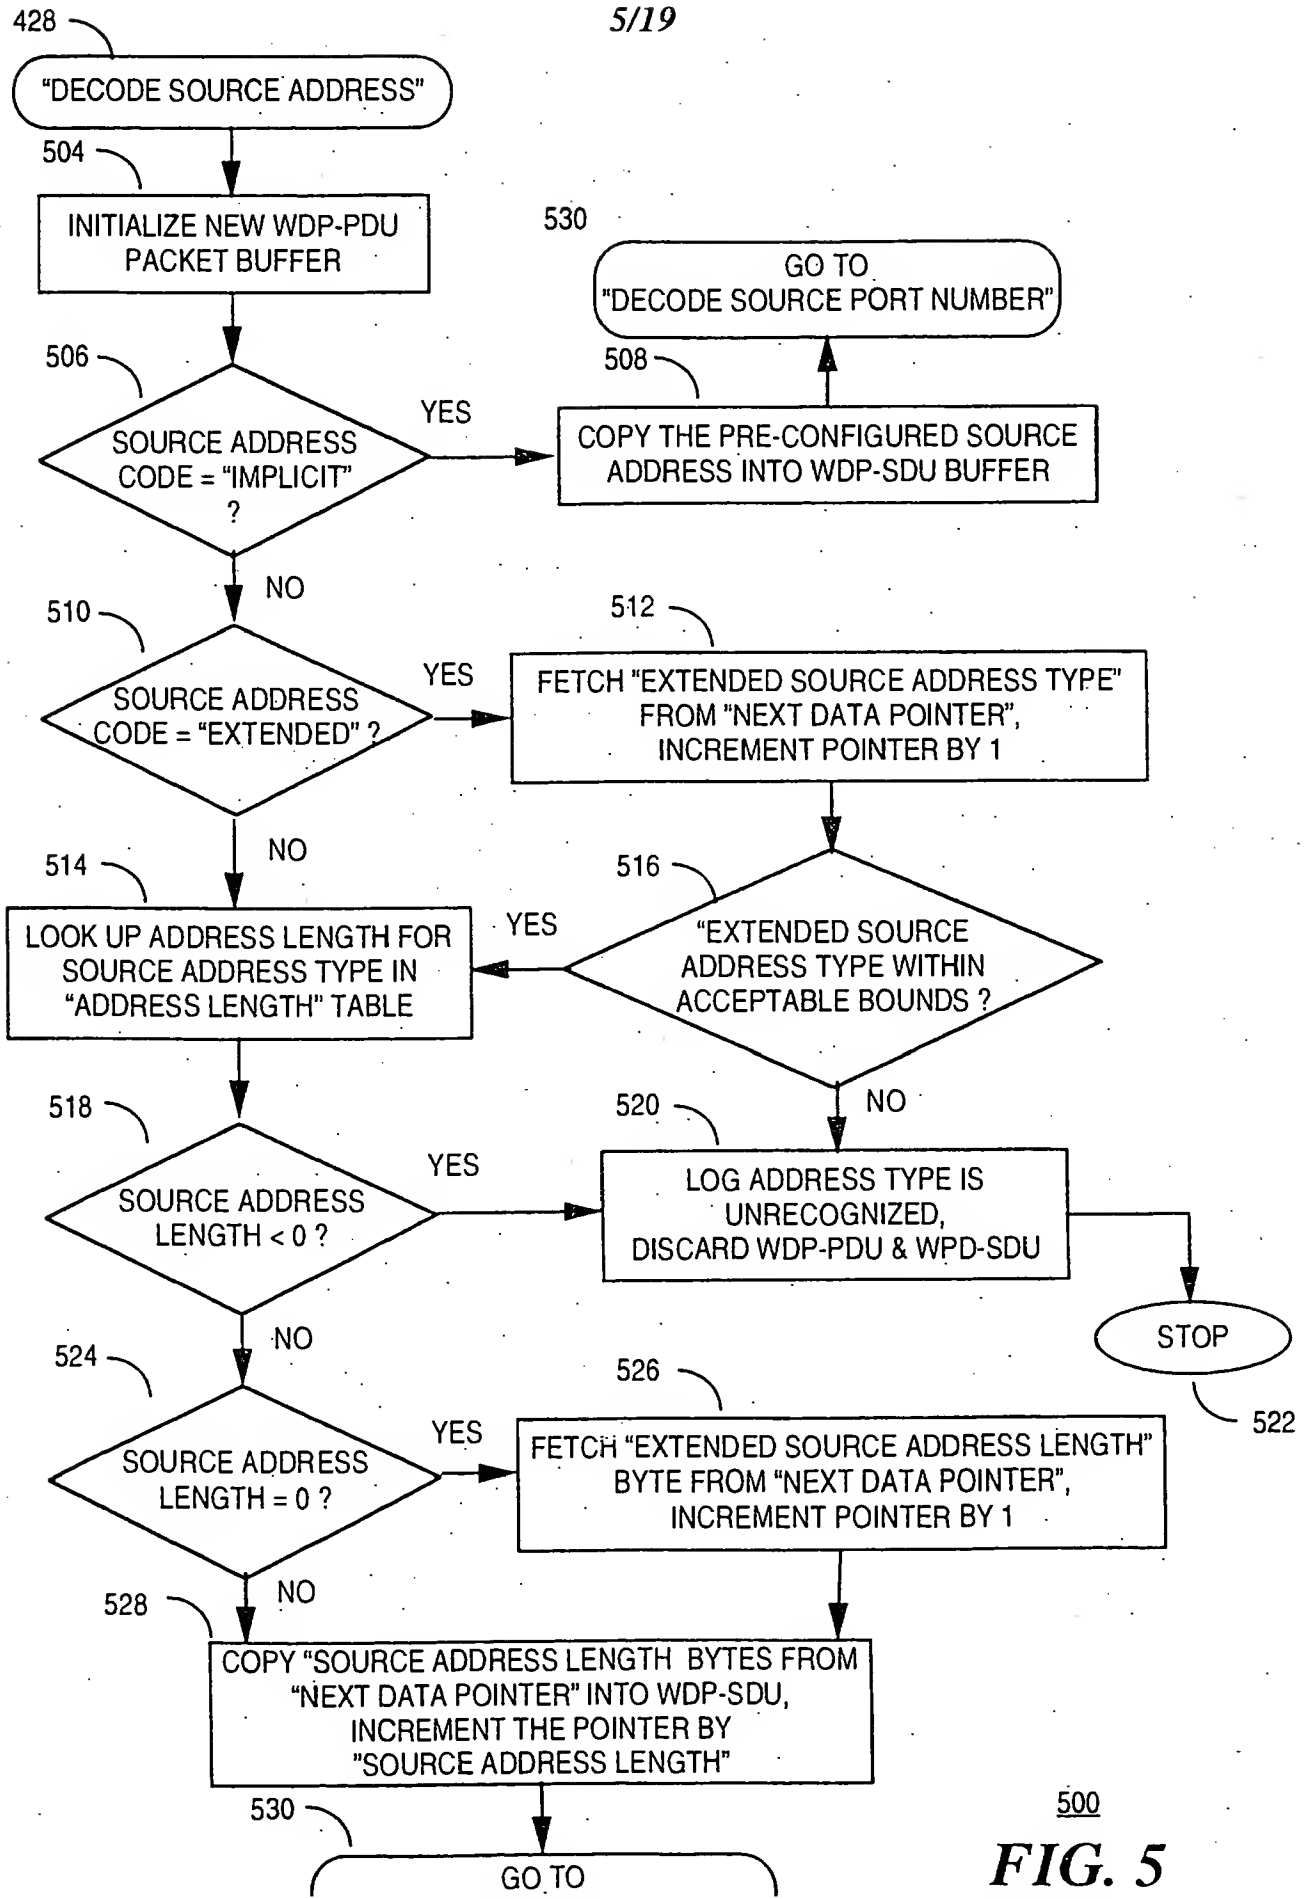 5/19
428
"DECODE SOURCE ADDRESS"
504
INITIALIZE NEW WDP-PDU
PACKET BUFFER
530
GO TO
"DECODE SOURCE PORT NUMBER"
506
SOURCE ADDRESS
CODE = "IMPLICIT"
?
YES
508
COPY THE PRE-CONFIGURED SOURCE
ADDRESS INTO WDP-SDU BUFFER
NO
510
SOURCE ADDRESS
CODE = "EXTENDED" ?
YES
512
FETCH "EXTENDED SOURCE ADDRESS TYPE"
FROM "NEXT DATA POINTER",
INCREMENT POINTER BY 1
NO
514
LOOK UP ADDRESS LENGTH FOR
SOURCE ADDRESS TYPE IN
"ADDRESS LENGTH" TABLE
YES
516
"EXTENDED SOURCE
ADDRESS TYPE WITHIN
ACCEPTABLE BOUNDS ?
NO
518
SOURCE ADDRESS
LENGTH < 0 ?
YES
520
LOG ADDRESS TYPE IS
UNRECOGNIZED,
DISCARD WDP-PDU & WPD-SDU
STOP
522
NO
524
SOURCE ADDRESS
LENGTH = 0 ?
YES
526
FETCH "EXTENDED SOURCE ADDRESS LENGTH"
BYTE FROM "NEXT DATA POINTER",
INCREMENT POINTER BY 1
NO
528
COPY "SOURCE ADDRESS LENGTH BYTES FROM
"NEXT DATA POINTER" INTO WDP-SDU,
INCREMENT THE POINTER BY
"SOURCE ADDRESS LENGTH"
530
GO TO
500
FIG. 5